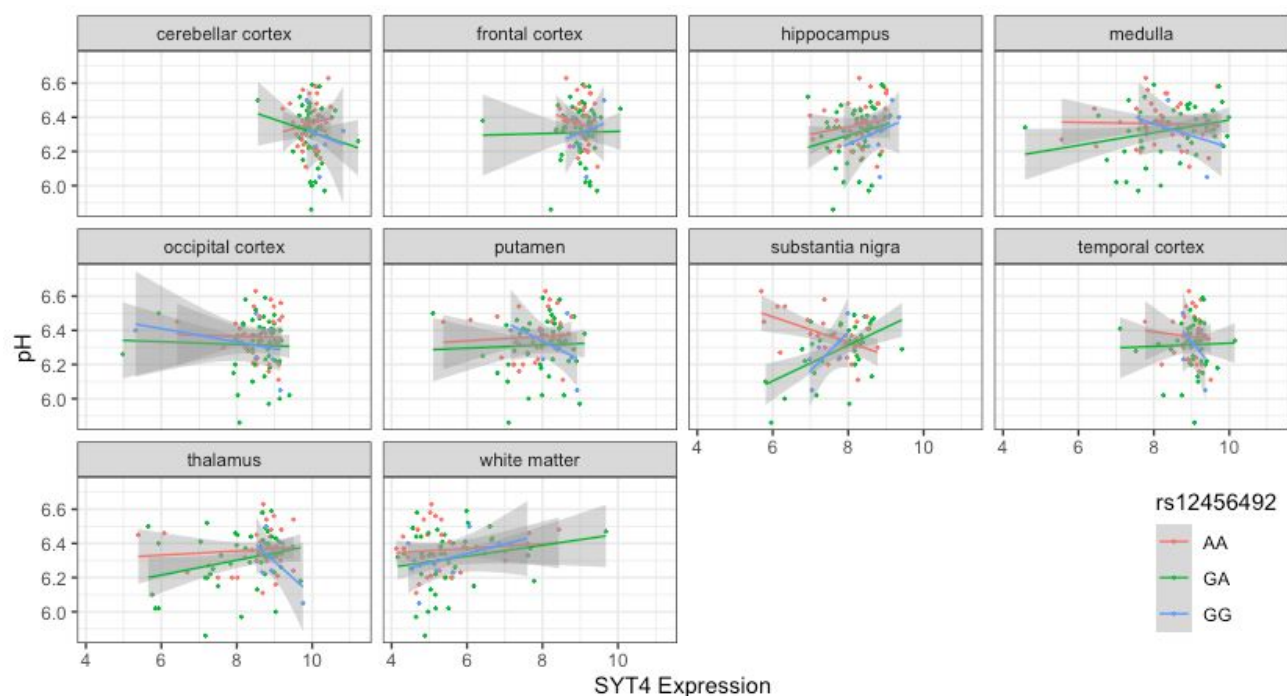 cerebellar cortex frontal cortex hippocampus medulla
6.6
6.4
6.2
6.0
occipital cortex putamen substantia nigra temporal cortex
6.6
6.4
6.2
6.0
4 6 8 10 4 6 8 10
thalamus white matter
6.6
6.4
6.2
6.0
4 6 8 10 4 6 8 10
pH
SYT4 Expression
rs12456492
AA
GA
GG